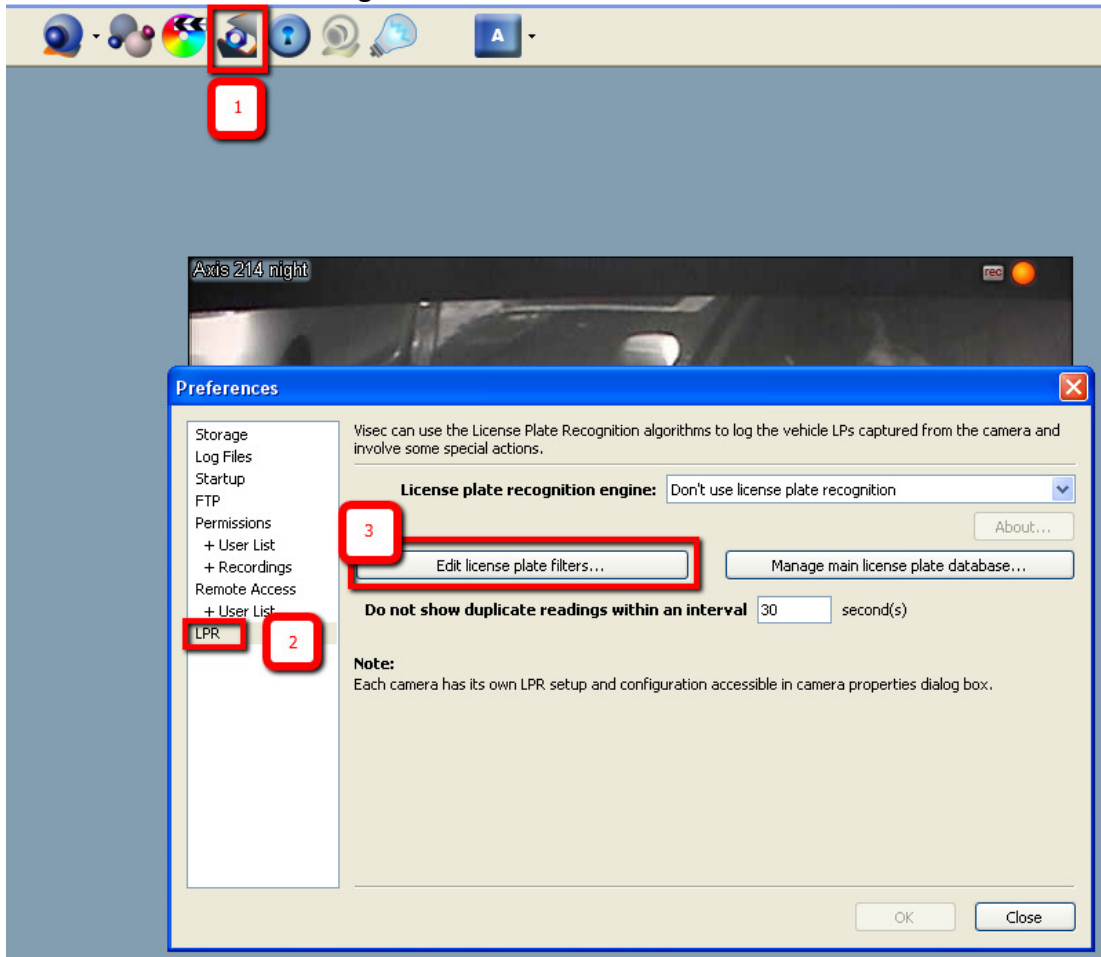 A
1
Axis 214 night
rec
Preferences
Storage
Log Files
Startup
FTP
Permissions
+ User List
+ Recordings
Remote Access
+ User List
LPR
2
Visec can use the License Plate Recognition algorithms to log the vehicle LPs captured from the camera and
involve some special actions.
License plate recognition engine: Don't use license plate recognition
About...
3
Edit license plate filters... Manage main license plate database...
Do not show duplicate readings within an interval 30 second(s)
Note:
Each camera has its own LPR setup and configuration accessible in camera properties dialog box.
OK Close